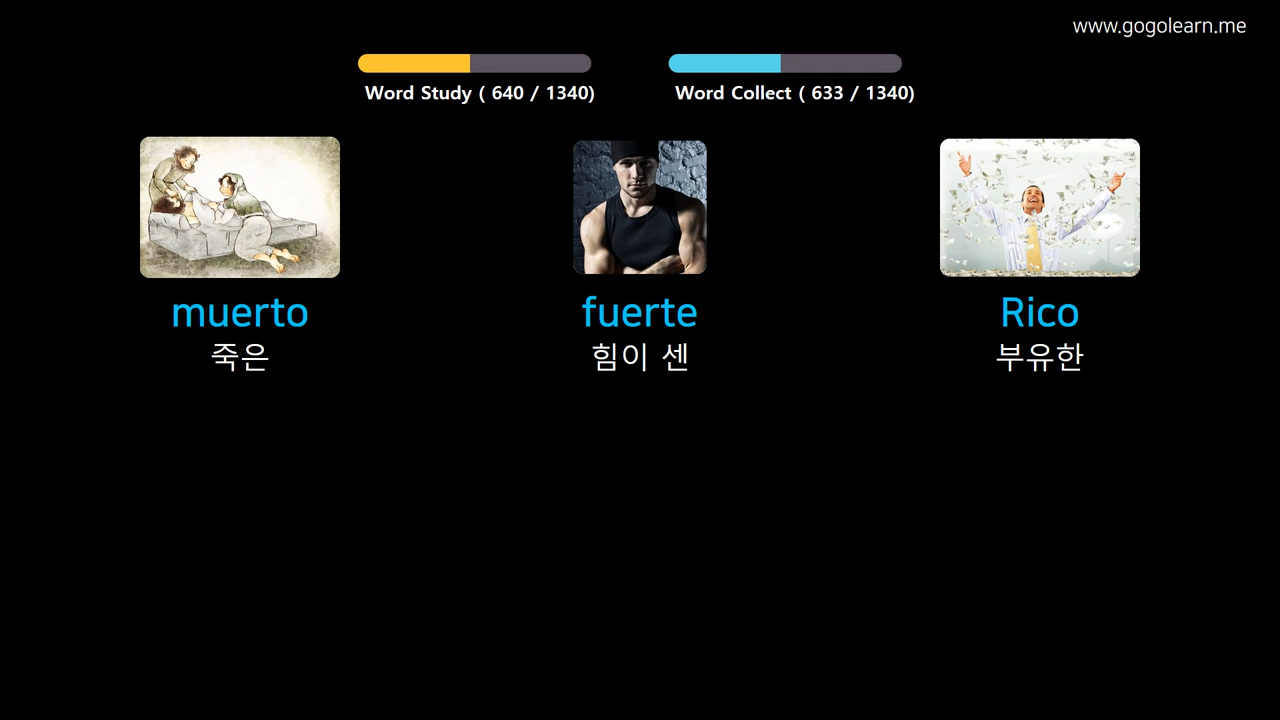 www.gogolearn.me
Word Study ( 640 / 1340)
Word Collect ( 633 / 1340)
muerto
fuerte
Rico
죽은
힘이 센
부유한